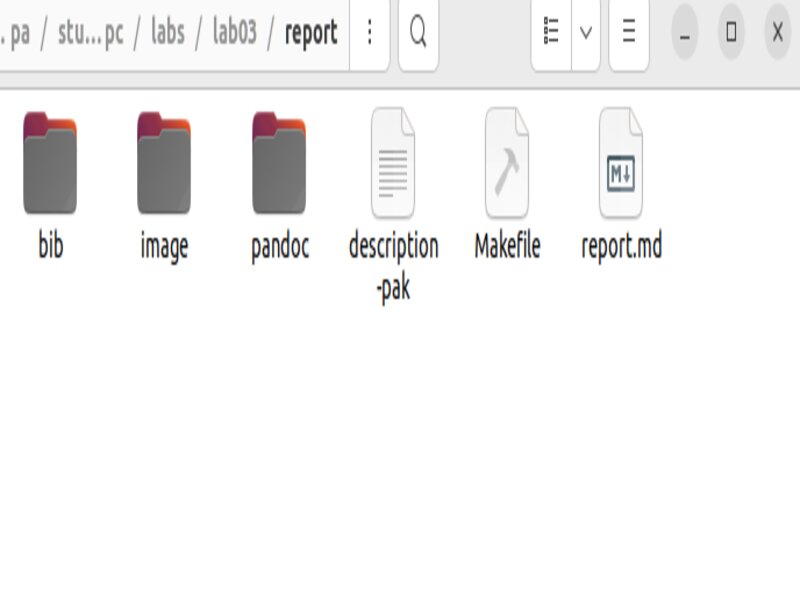 . pa / stu...pc / labs / lab03 / report
M
bib
image
pandoc
description
-pak
Makefile
report.md